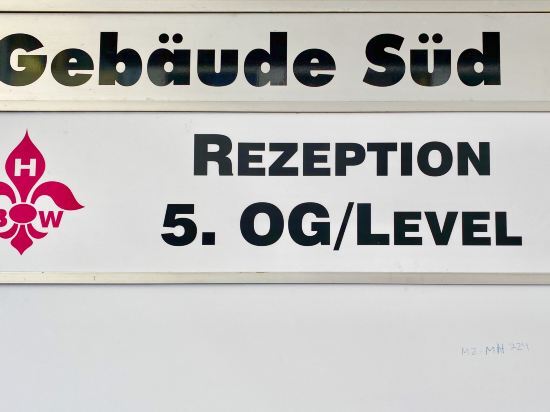 Gebäude Süd
H
B W
REZEPTION
5. OG/LEVEL